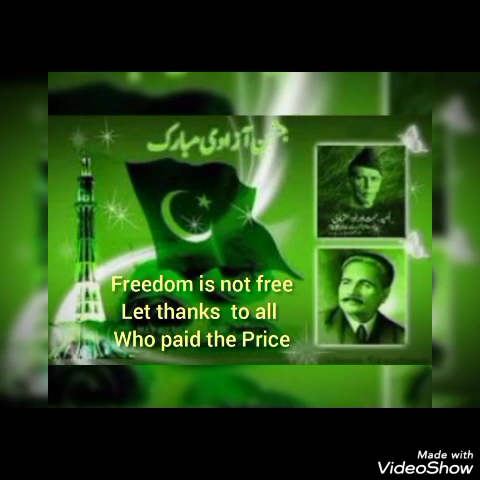 جشن آزادی مبارک
Freedom is not free
Let thanks to all
Who paid the Price
Made with
VideoShow